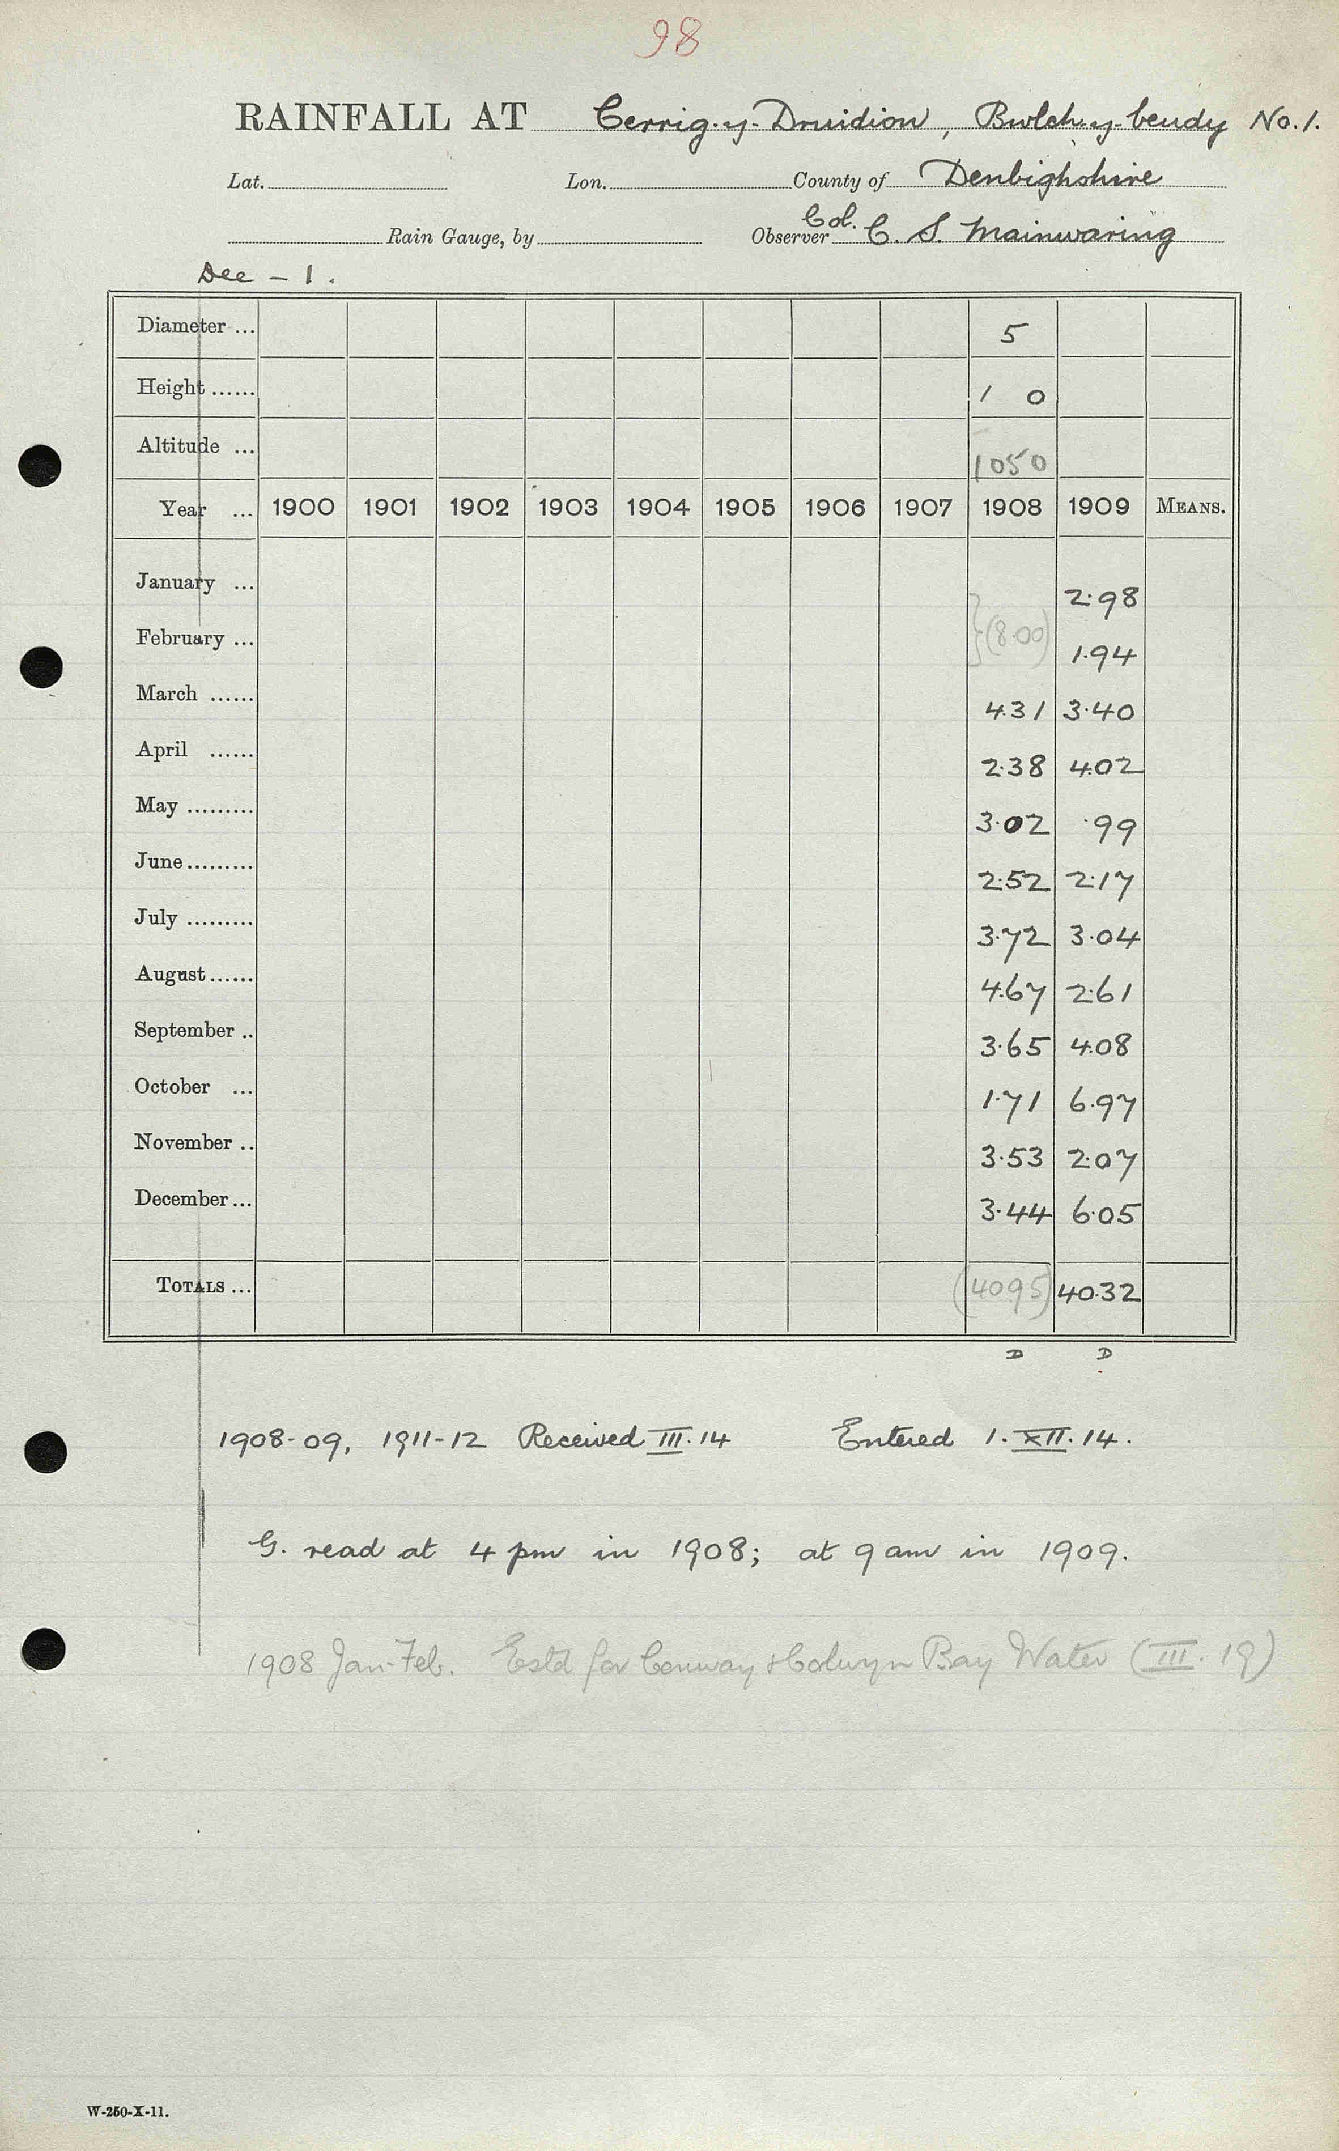 98
RAINFALL AT Cerrig-y-Druidion, Bwlch-y-beudy No.1.
Lat. Lon. County of Denbighshire
Rain Gauge, by Observer Col. C. S. Mainwaring
Dec - 1.
Diameter ... 5
Height ...... 1 0
Altitude ... 1050
Year ... 1900 1901 1902 1903 1904 1905 1906 1907 1908 1909 MEANS.
January ... 2.98
February ... }(8.00) 1.94
March ...... 4.31 3.40
April ...... 2.38 4.02
May ......... 3.02 .99
June ......... 2.52 2.17
July ......... 3.72 3.04
August ...... 4.67 2.61
September .. 3.65 4.08
October ... 1.71 6.97
November .. 3.53 2.07
December ... 3.44 6.05
TOTALS ... (40.95) 40.32
D D
1908-09, 1911-12 Received III.14 Entered 1.XII.14.
G. read at 4 pm in 1908; at 9 am in 1909.
1908 Jan-Feb. Estd for Conway & Colwyn Bay Water (III.19)
W-250-X-11.